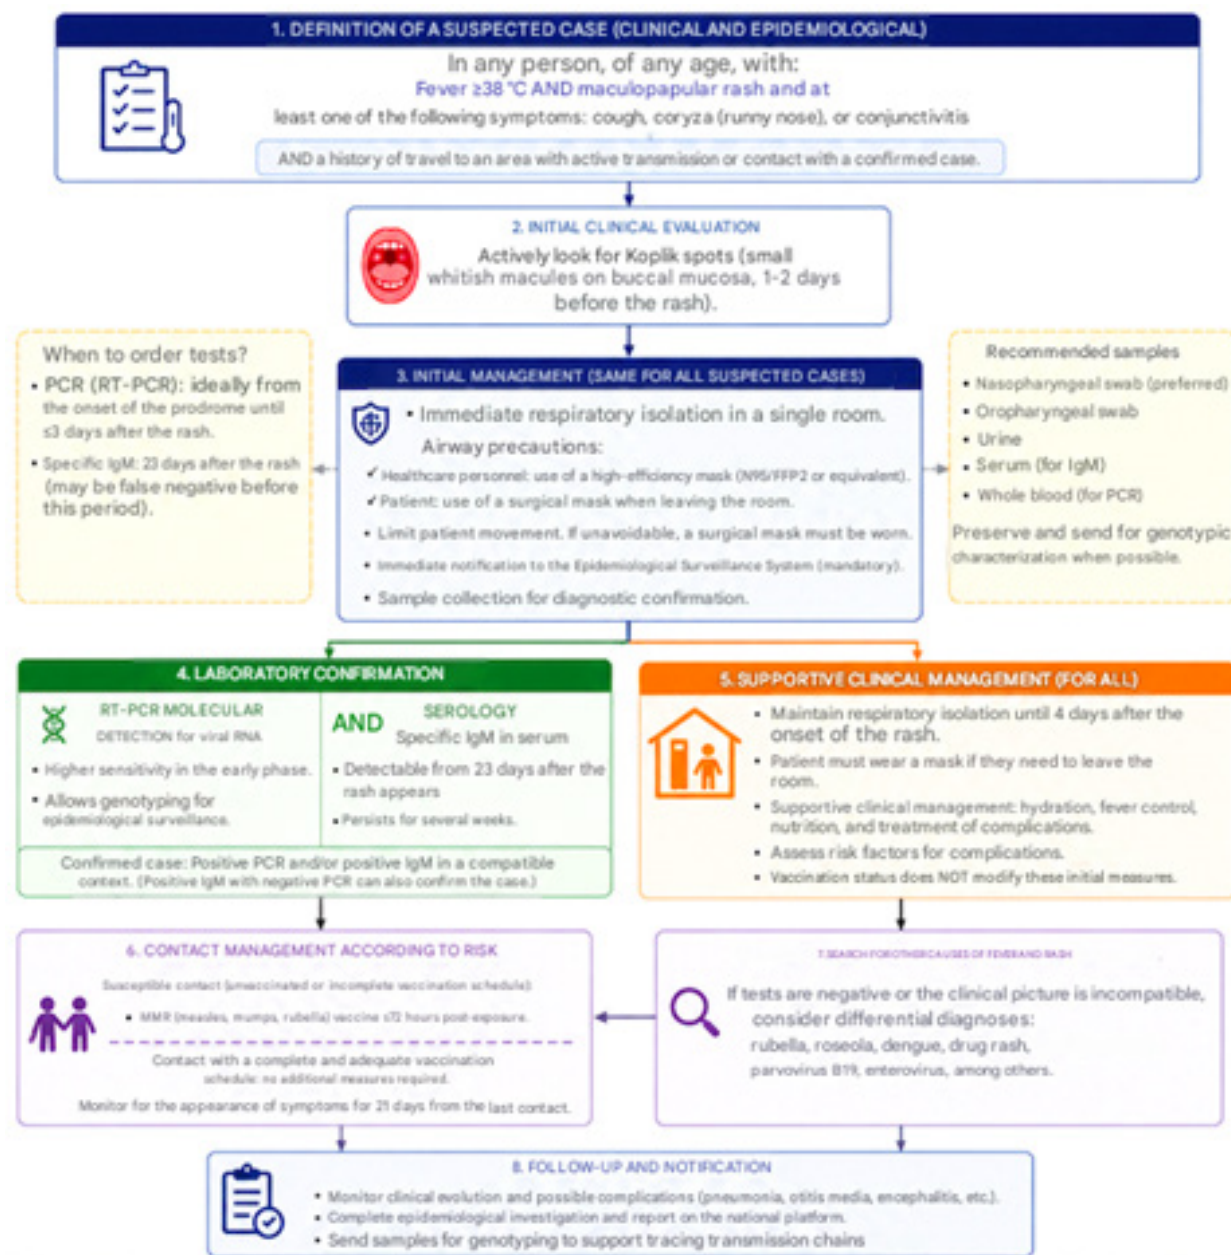 1. DEFINITION OF A SUSPECTED CASE (CLINICAL AND EPIDEMIOLOGICAL)
In any person, of any age, with:
Fever ≥38 °C AND maculopapular rash and at
least one of the following symptoms: cough, coryza (runny nose), or conjunctivitis
AND a history of travel to an area with active transmission or contact with a confirmed case.
2. INITIAL CLINICAL EVALUATION
Actively look for Koplik spots (small
whitish macules on buccal mucosa, 1-2 days
before the rash).
When to order tests?
• PCR (RT-PCR): ideally from
the onset of the prodrome until
≤3 days after the rash.
• Specific IgM: 23 days after the rash
(may be false negative before
this period).
3. INITIAL MANAGEMENT (SAME FOR ALL SUSPECTED CASES)
• Immediate respiratory isolation in a single room.
Airway precautions:
✓ Healthcare personnel: use of a high-efficiency mask (N95/FFP2 or equivalent).
✓ Patient: use of a surgical mask when leaving the room.
• Limit patient movement. If unavoidable, a surgical mask must be worn.
• Immediate notification to the Epidemiological Surveillance System (mandatory).
• Sample collection for diagnostic confirmation.
Recommended samples
• Nasopharyngeal swab (preferred)
• Oropharyngeal swab
• Urine
• Serum (for IgM)
• Whole blood (for PCR)
Preserve and send for genotypic
characterization when possible.
4. LABORATORY CONFIRMATION
RT-PCR MOLECULAR
DETECTION for viral RNA
• Higher sensitivity in the early phase.
• Allows genotyping for
epidemiological surveillance.
AND
SEROLOGY
Specific IgM in serum
• Detectable from 23 days after the
rash appears
• Persists for several weeks.
Confirmed case: Positive PCR and/or positive IgM in a compatible
context. (Positive IgM with negative PCR can also confirm the case.)
5. SUPPORTIVE CLINICAL MANAGEMENT (FOR ALL)
• Maintain respiratory isolation until 4 days after the
onset of the rash.
• Patient must wear a mask if they need to leave the
room.
• Supportive clinical management: hydration, fever control,
nutrition, and treatment of complications.
• Assess risk factors for complications.
• Vaccination status does NOT modify these initial measures.
6. CONTACT MANAGEMENT ACCORDING TO RISK
Susceptible contact (unvaccinated or incomplete vaccination schedule)
• MMR (measles, mumps, rubella) vaccine ≤72 hours post-exposure.
Contact with a complete and adequate vaccination
schedule: no additional measures required.
Monitor for the appearance of symptoms for 21 days from the last contact.
7. SEARCH FOR OTHER CAUSES OF FEVER AND RASH
If tests are negative or the clinical picture is incompatible,
consider differential diagnoses:
rubella, roseola, dengue, drug rash,
parvovirus B19, enterovirus, among others.
8. FOLLOW-UP AND NOTIFICATION
• Monitor clinical evolution and possible complications (pneumonia, otitis media, encephalitis, etc.).
• Complete epidemiological investigation and report on the national platform.
• Send samples for genotyping to support tracing transmission chains